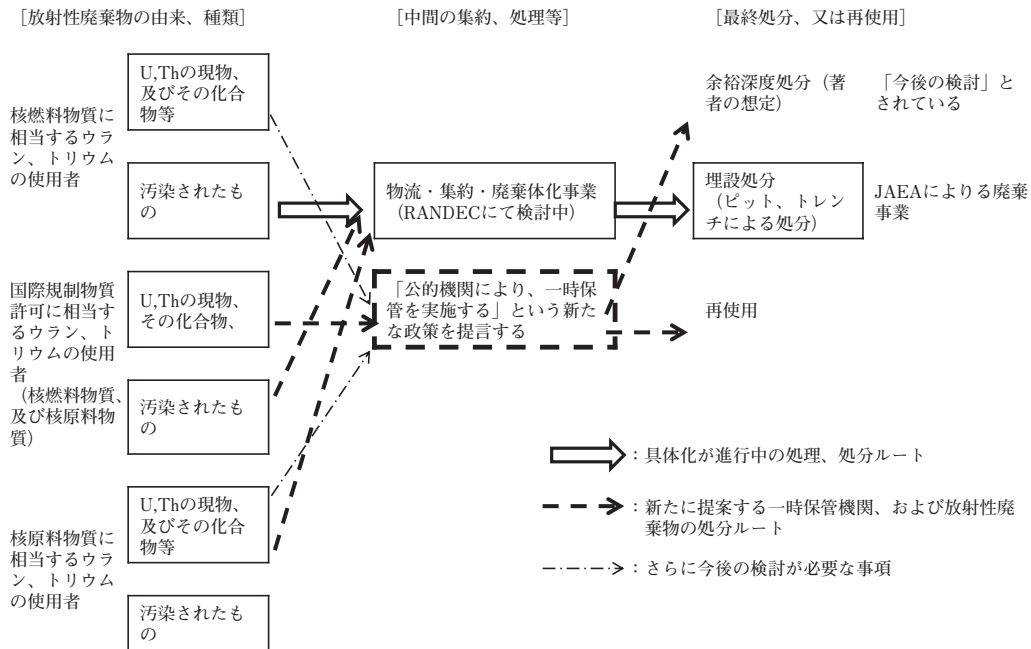 [放射性廃棄物の由来、種類]
[中間の集約、処理等]
[最終処分、又は再使用]
核燃料物質に
相当するウラ
ン、トリウム
の使用者
U,Thの現物、
及びその化合
物等
汚染されたも
の
国際規制物質
許可に相当す
るウラン、ト
リウムの使用
者
(核燃料物質、
及び核原料物
質)
U,Thの現物、
その化合物、
汚染されたも
の
核原料物質に
相当するウラ
ン、トリウム
の使用者
U,Thの現物、
及びその化合
物等
汚染されたも
の
物流・集約・廃棄体化事業
(RANDECにて検討中)
「公的機関により、一時保
管を実施する」という新た
な政策を提言する
余裕深度処分(著
者の想定)
「今後の検討」と
されている
埋設処分
(ピット、トレン
チによる処分)
JAEAによりる廃棄
事業
再使用
:具体化が進行中の処理、処分ルート
:新たに提案する一時保管機関、および放射性廃
棄物の処分ルート
:さらに今後の検討が必要な事項